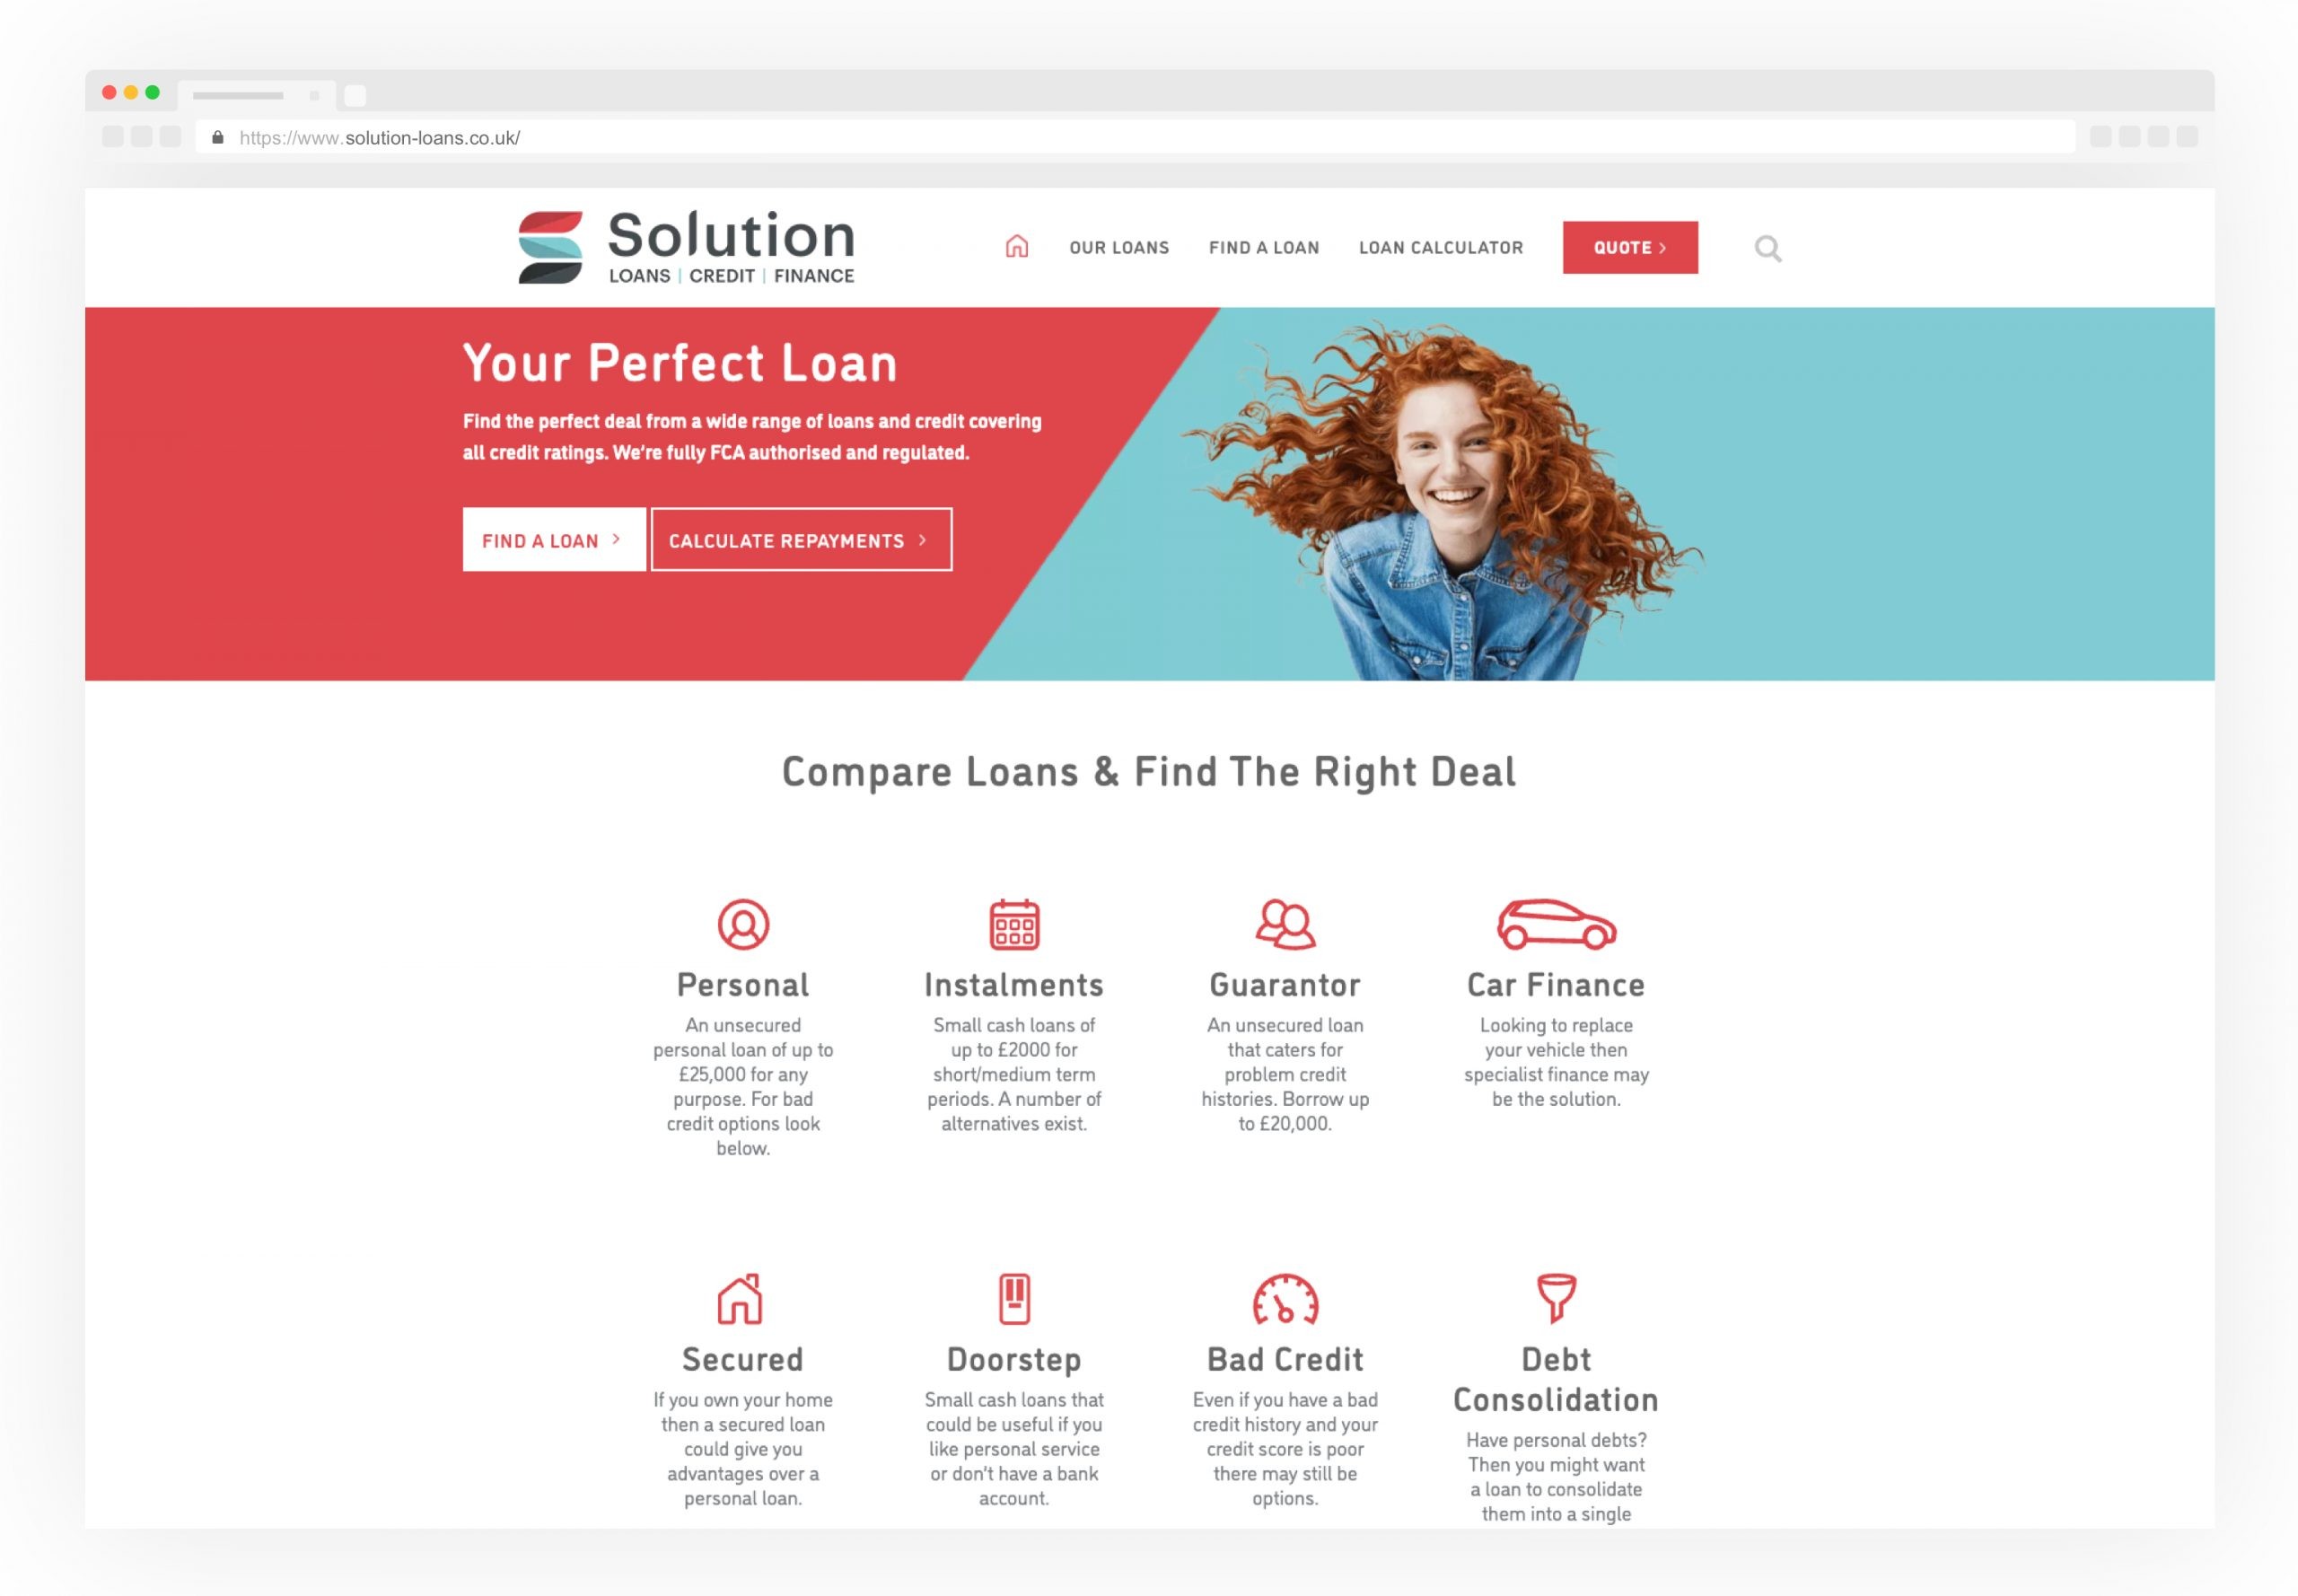 https://www.solution-loans.co.uk/
Solution
LOANS | CREDIT | FINANCE
OUR LOANS
FIND A LOAN
LOAN CALCULATOR
QUOTE >
Your Perfect Loan
Find the perfect deal from a wide range of loans and credit covering
all credit ratings. We're fully FCA authorised and regulated.
FIND A LOAN >
CALCULATE REPAYMENTS >
Compare Loans & Find The Right Deal
Personal
An unsecured
personal loan of up to
£25,000 for any
purpose. For bad
credit options look
below.
Instalments
Small cash loans of
up to £2000 for
short/medium term
periods. A number of
alternatives exist.
Guarantor
An unsecured loan
that caters for
problem credit
histories. Borrow up
to £20,000.
Car Finance
Looking to replace
your vehicle then
specialist finance may
be the solution.
Secured
If you own your home
then a secured loan
could give you
advantages over a
personal loan.
Doorstep
Small cash loans that
could be useful if you
like personal service
or don't have a bank
account.
Bad Credit
Even if you have a bad
credit history and your
credit score is poor
there may still be
options.
Debt
Consolidation
Have personal debts?
Then you might want
a loan to consolidate
them into a single